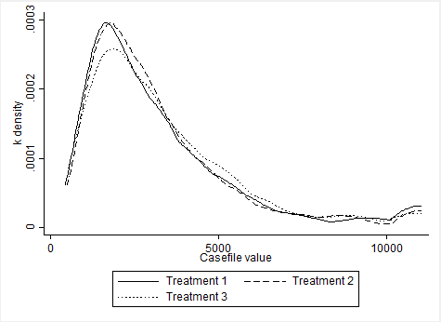 .0003
.0002
.0001
0
k density
0 5000 10000
Casefile value
Treatment 1 Treatment 2
Treatment 3